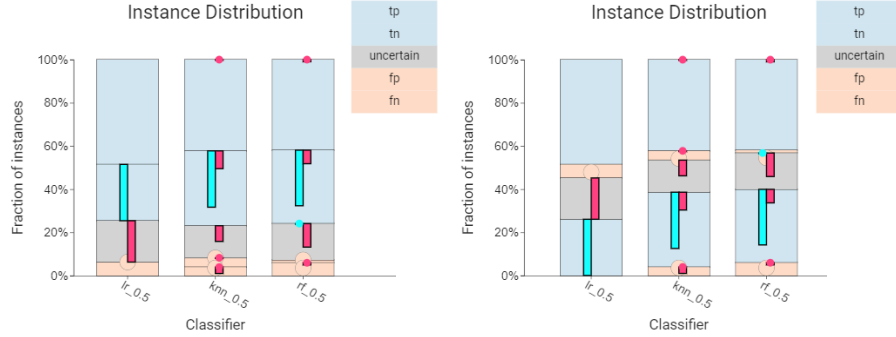 Instance Distribution
tp
tn
uncertain
fp
fn
100%
80%
60%
40%
20%
0%
Fraction of instances
lr_0.5
knn_0.5
rf_0.5
Classifier
Instance Distribution
tp
tn
uncertain
fp
fn
100%
80%
60%
40%
20%
0%
Fraction of instances
lr_0.5
knn_0.5
rf_0.5
Classifier